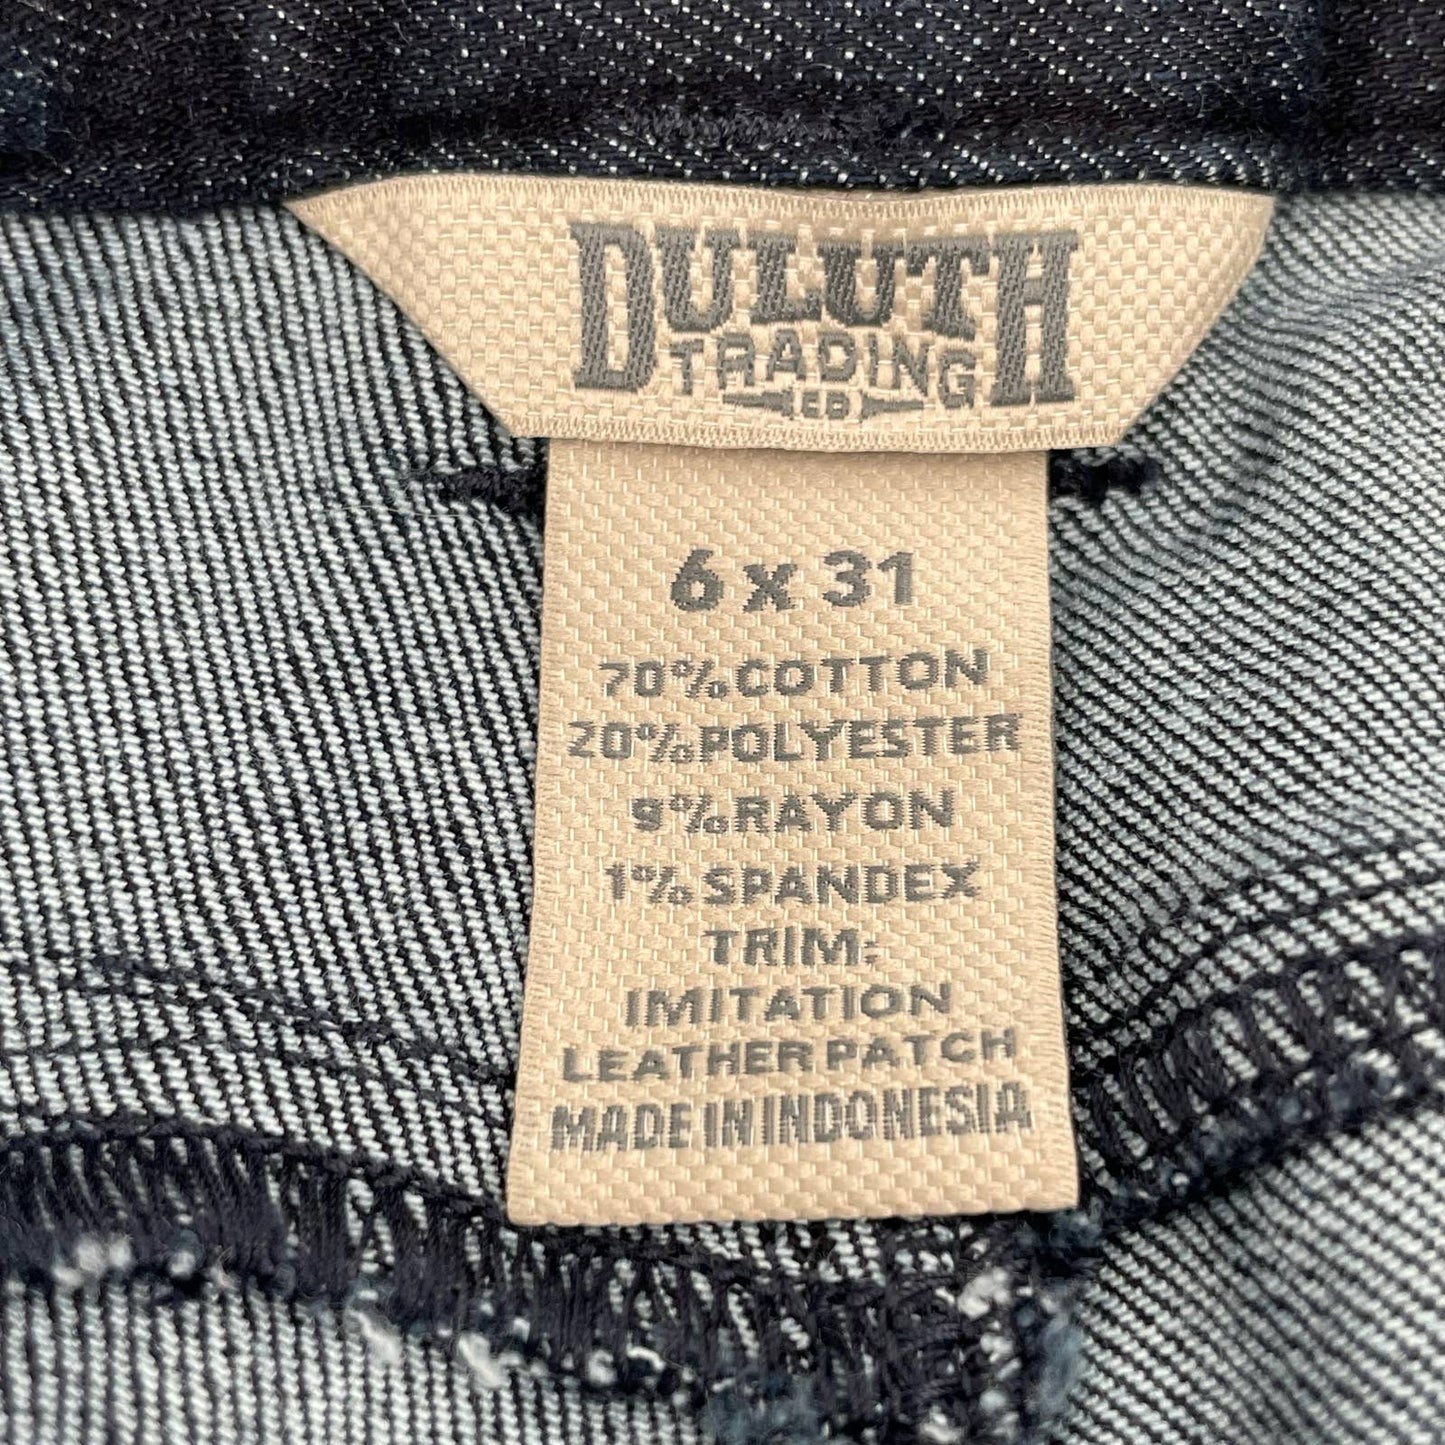 DULUTH
TRADING
CO
6 x 31
70% COTTON
20% POLYESTER
9% RAYON
1% SPANDEX
TRIM:
IMITATION
LEATHER PATCH
MADE IN INDONESIA